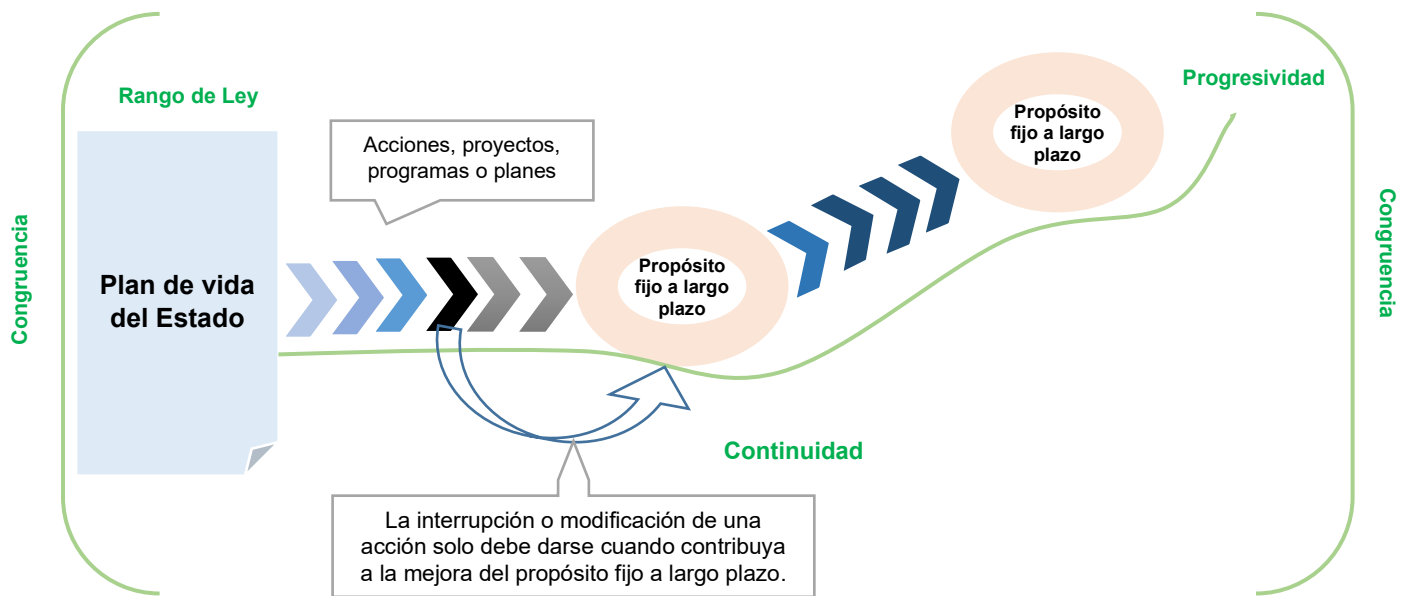 Rango de Ley
Progresividad
Acciones, proyectos,
programas o planes
Propósito
fijo a largo
plazo
Congruencia
Plan de vida
del Estado
Propósito
fijo a largo
plazo
Congruencia
Continuidad
La interrupción o modificación de una
acción solo debe darse cuando contribuya
a la mejora del propósito fijo a largo plazo.